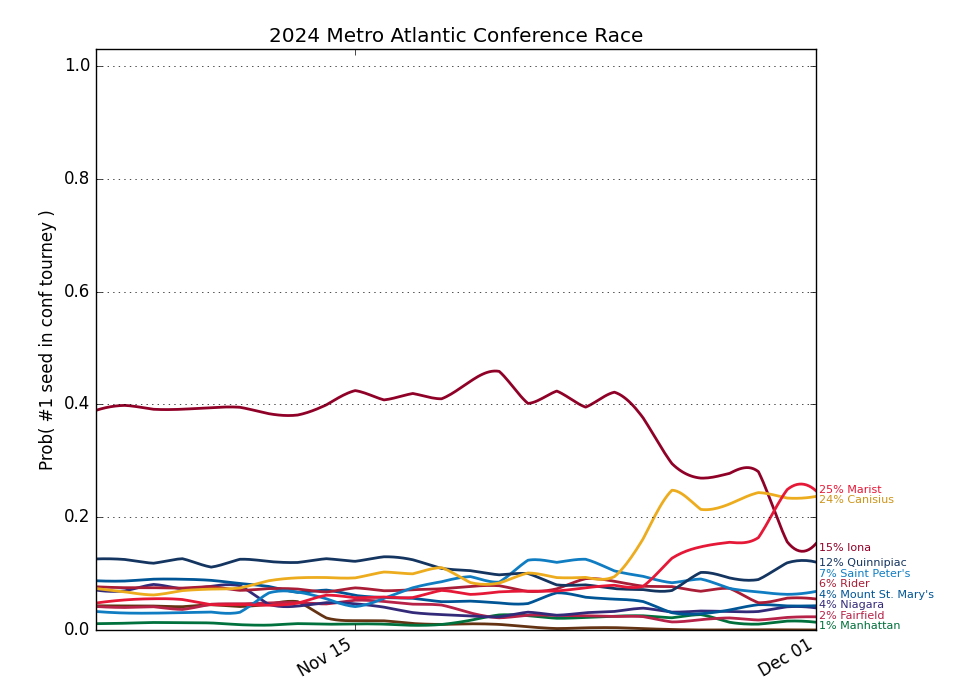 2024 Metro Atlantic Conference Race
Prob( #1 seed in conf tourney )
1.0
0.8
0.6
0.4
0.2
0.0
Nov 15
Dec 01
25% Marist
24% Canisius
15% Iona
12% Quinnipiac
7% Saint Peter's
6% Rider
4% Mount St. Mary's
4% Niagara
2% Fairfield
1% Manhattan